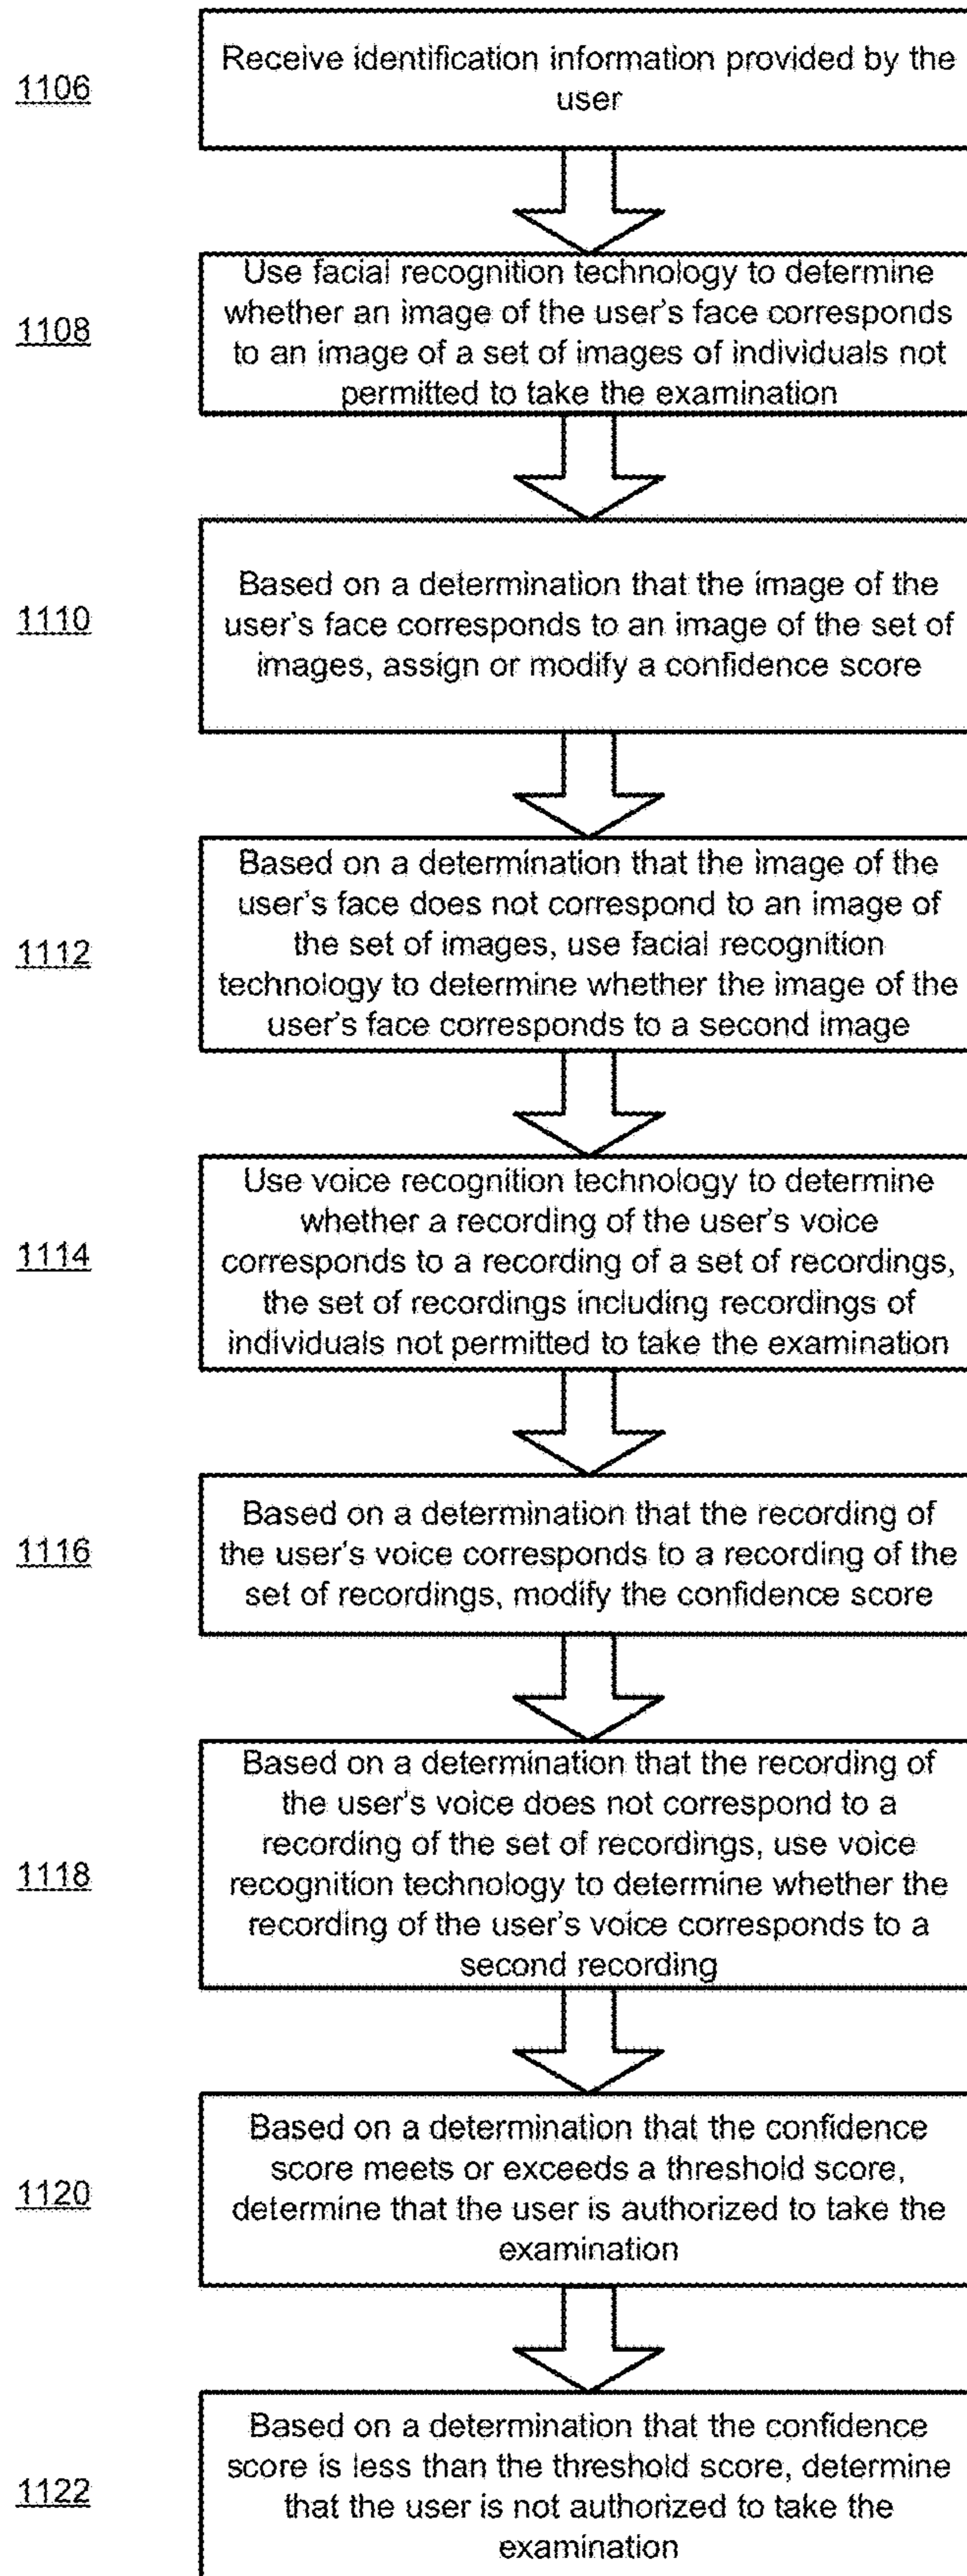 1106
Receive identification information provided by the
user
1108
Use facial recognition technology to determine
whether an image of the user's face corresponds
to an image of a set of images of individuals not
permitted to take the examination
1110
Based on a determination that the image of the
user's face corresponds to an image of the set of
images, assign or modify a confidence score
1112
Based on a determination that the image of the
user's face does not correspond to an image of
the set of images, use facial recognition
technology to determine whether the image of the
user's face corresponds to a second image
1114
Use voice recognition technology to determine
whether a recording of the user's voice
corresponds to a recording of a set of recordings,
the set of recordings including recordings of
individuals not permitted to take the examination
1116
Based on a determination that the recording of
the user's voice corresponds to a recording of the
set of recordings, modify the confidence score
1118
Based on a determination that the recording of
the user's voice does not correspond to a
recording of the set of recordings, use voice
recognition technology to determine whether the
recording of the user's voice corresponds to a
second recording
1120
Based on a determination that the confidence
score meets or exceeds a threshold score,
determine that the user is authorized to take the
examination
1122
Based on a determination that the confidence
score is less than the threshold score, determine
that the user is not authorized to take the
examination